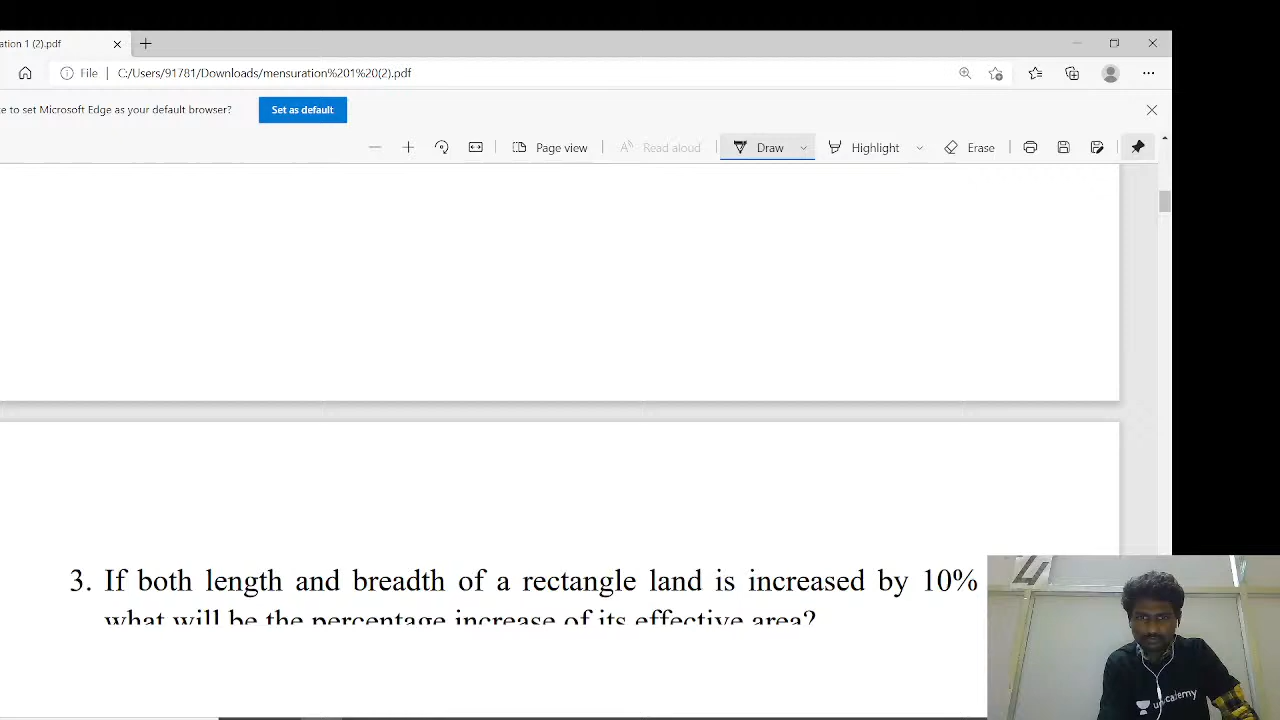 ation 1 (2).pdf
File C:/Users/91781/Downloads/mensuration%201%20(2).pdf
e to set Microsoft Edge as your default browser? Set as default
Page view Read aloud Draw Highlight Erase
3. If both length and breadth of a rectangle land is increased by 10%
what will be the percentage increase of its effective area?